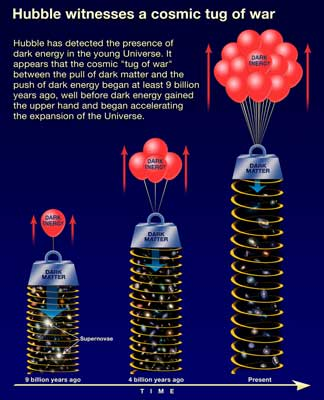 Hubble witnesses a cosmic tug of war
Hubble has detected the presence of
dark energy in the young Universe. It
appears that the cosmic "tug of war"
between the pull of dark matter and the
push of dark energy began at least 9 billion
years ago, well before dark energy gained
the upper hand and began accelerating
the expansion of the Universe.
DARK
ENERGY
DARK
MATTER
DARK
ENERGY
DARK
MATTER
DARK
ENERGY
DARK
MATTER
Supernovae
9 billion years ago
4 billion years ago
Present
TIME